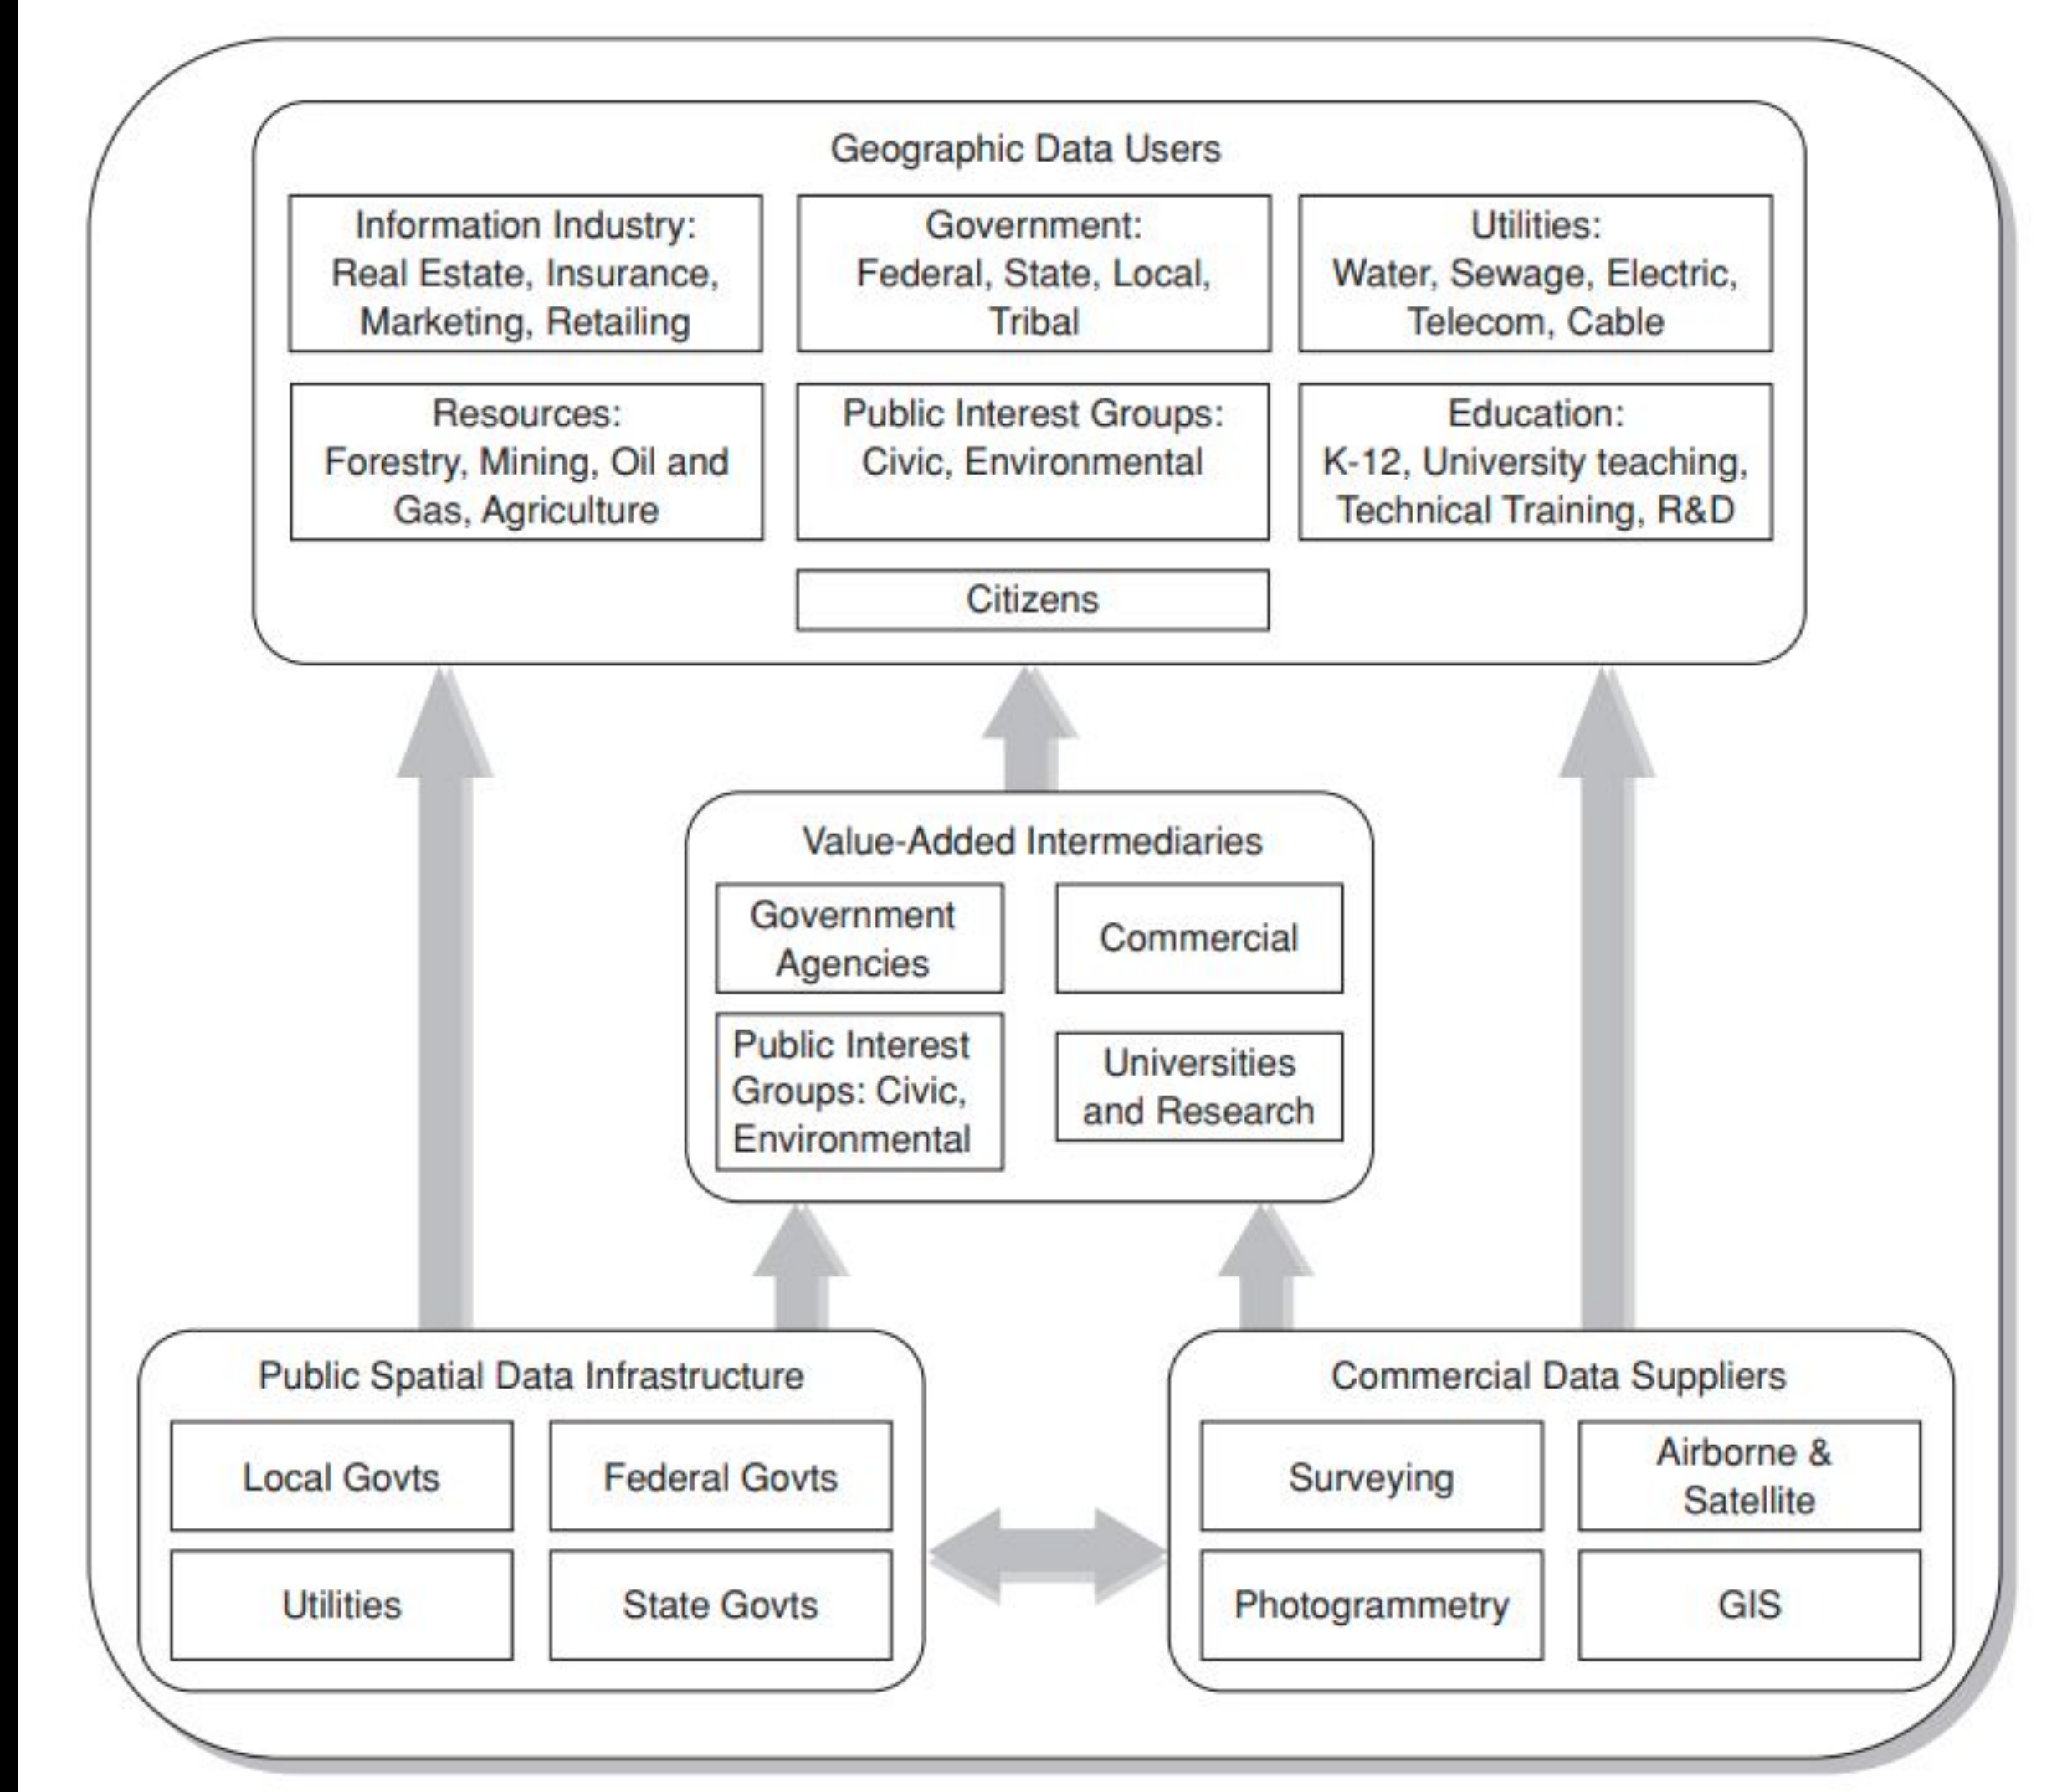 Geographic Data Users
Information Industry:
Real Estate, Insurance,
Marketing, Retailing
Government:
Federal, State, Local,
Tribal
Utilities:
Water, Sewage, Electric,
Telecom, Cable
Resources:
Forestry, Mining, Oil and
Gas, Agriculture
Public Interest Groups:
Civic, Environmental
Education:
K-12, University teaching,
Technical Training, R&D
Citizens
Value-Added Intermediaries
Government
Agencies
Commercial
Public Interest
Groups: Civic,
Environmental
Universities
and Research
Public Spatial Data Infrastructure
Local Govts
Federal Govts
Utilities
State Govts
Commercial Data Suppliers
Surveying
Airborne &
Satellite
Photogrammetry
GIS